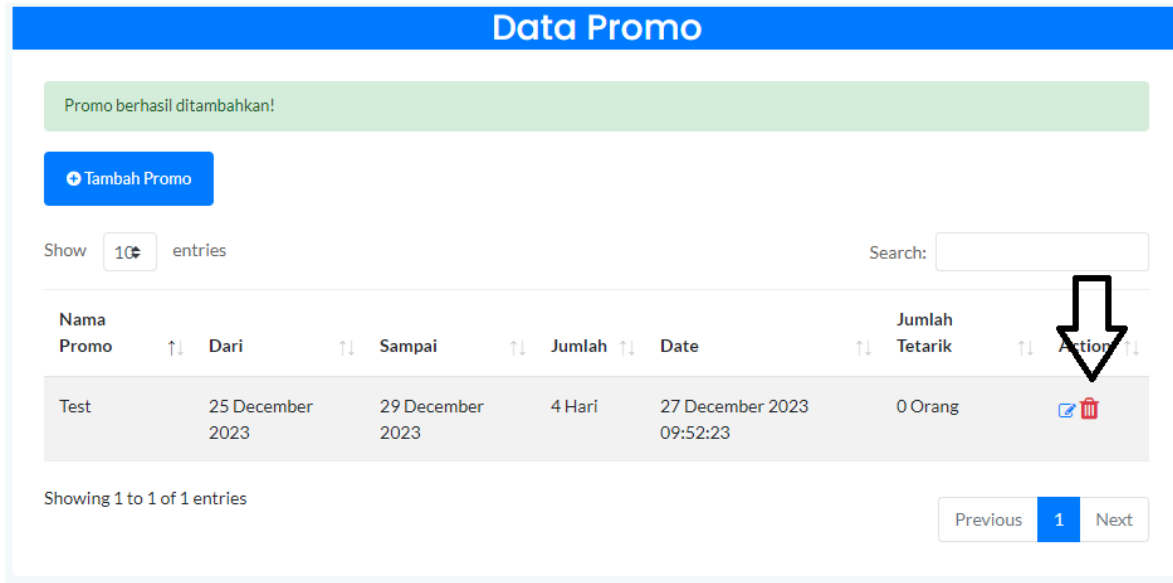 Data Promo
Promo berhasil ditambahkan!
Tambah Promo
Show 10 entries
Search:
Nama Promo Dari Sampai Jumlah Date Jumlah Tetarik Action
Test 25 December 2023 29 December 2023 4 Hari 27 December 2023 09:52:23 0 Orang
Showing 1 to 1 of 1 entries
Previous 1 Next